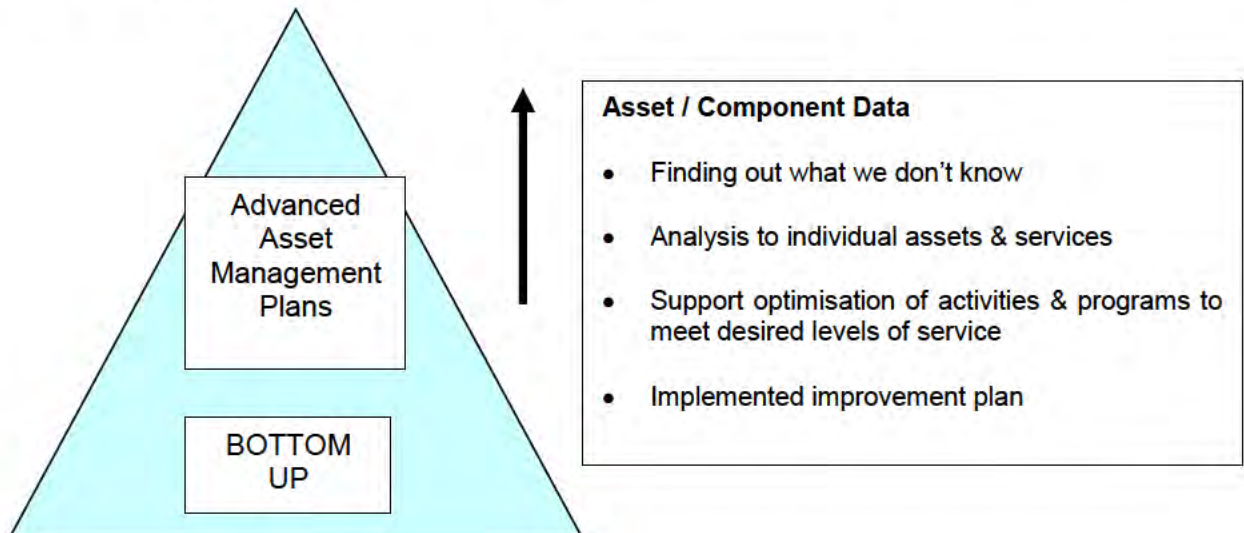 Advanced
Asset
Management
Plans
BOTTOM
UP
Asset / Component Data
• Finding out what we don’t know
• Analysis to individual assets & services
• Support optimisation of activities & programs to
meet desired levels of service
• Implemented improvement plan